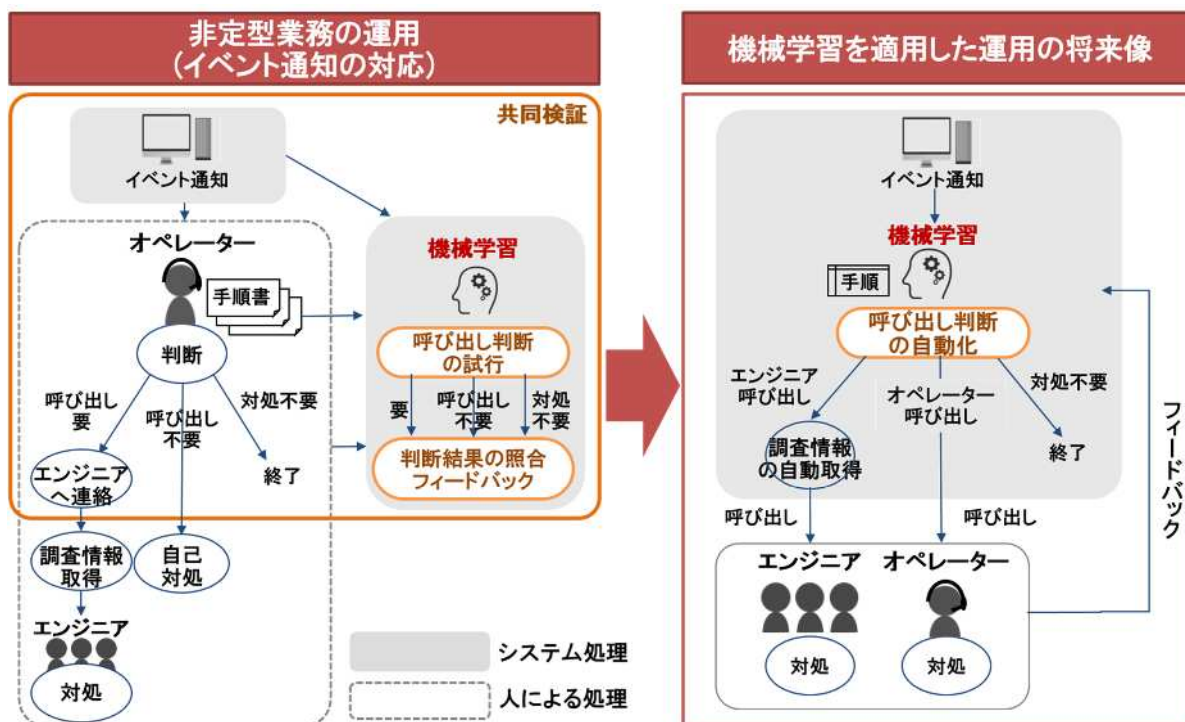 非定型業務の運用
(イベント通知の対応)
共同検証
イベント通知
オペレーター
手順書
判断
呼び出し
要
呼び出し
不要
対処不要
エンジニア
へ連絡
終了
調査情報
取得
自己
対処
エンジニア
対処
機械学習
呼び出し判断
の試行
要
呼び出し
不要
対処
不要
判断結果の照合
フィードバック
システム処理
人による処理
機械学習を適用した運用の将来像
イベント通知
機械学習
手順
呼び出し判断
の自動化
エンジニア
呼び出し
オペレーター
呼び出し
対処不要
調査情報
の自動取得
終了
呼び出し
呼び出し
エンジニア
オペレーター
対処
対処
フィードバック